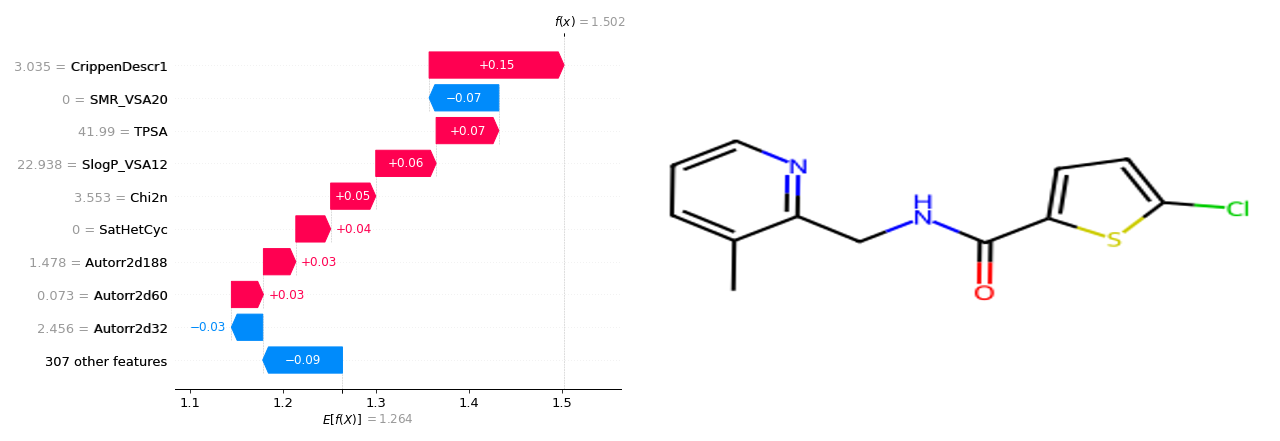 f(x) = 1.502
3.035 = CrippenDescr1
+0.15
0 = SMR_VSA20
−0.07
41.99 = TPSA
+0.07
22.938 = SlogP_VSA12
+0.06
3.553 = Chi2n
+0.05
0 = SatHetCyc
+0.04
1.478 = Autorr2d188
+0.03
0.073 = Autorr2d60
+0.03
2.456 = Autorr2d32
−0.03
307 other features
−0.09
1.1 1.2 1.3 1.4 1.5
E[f(X)] = 1.264
N
H
N
O
S
Cl